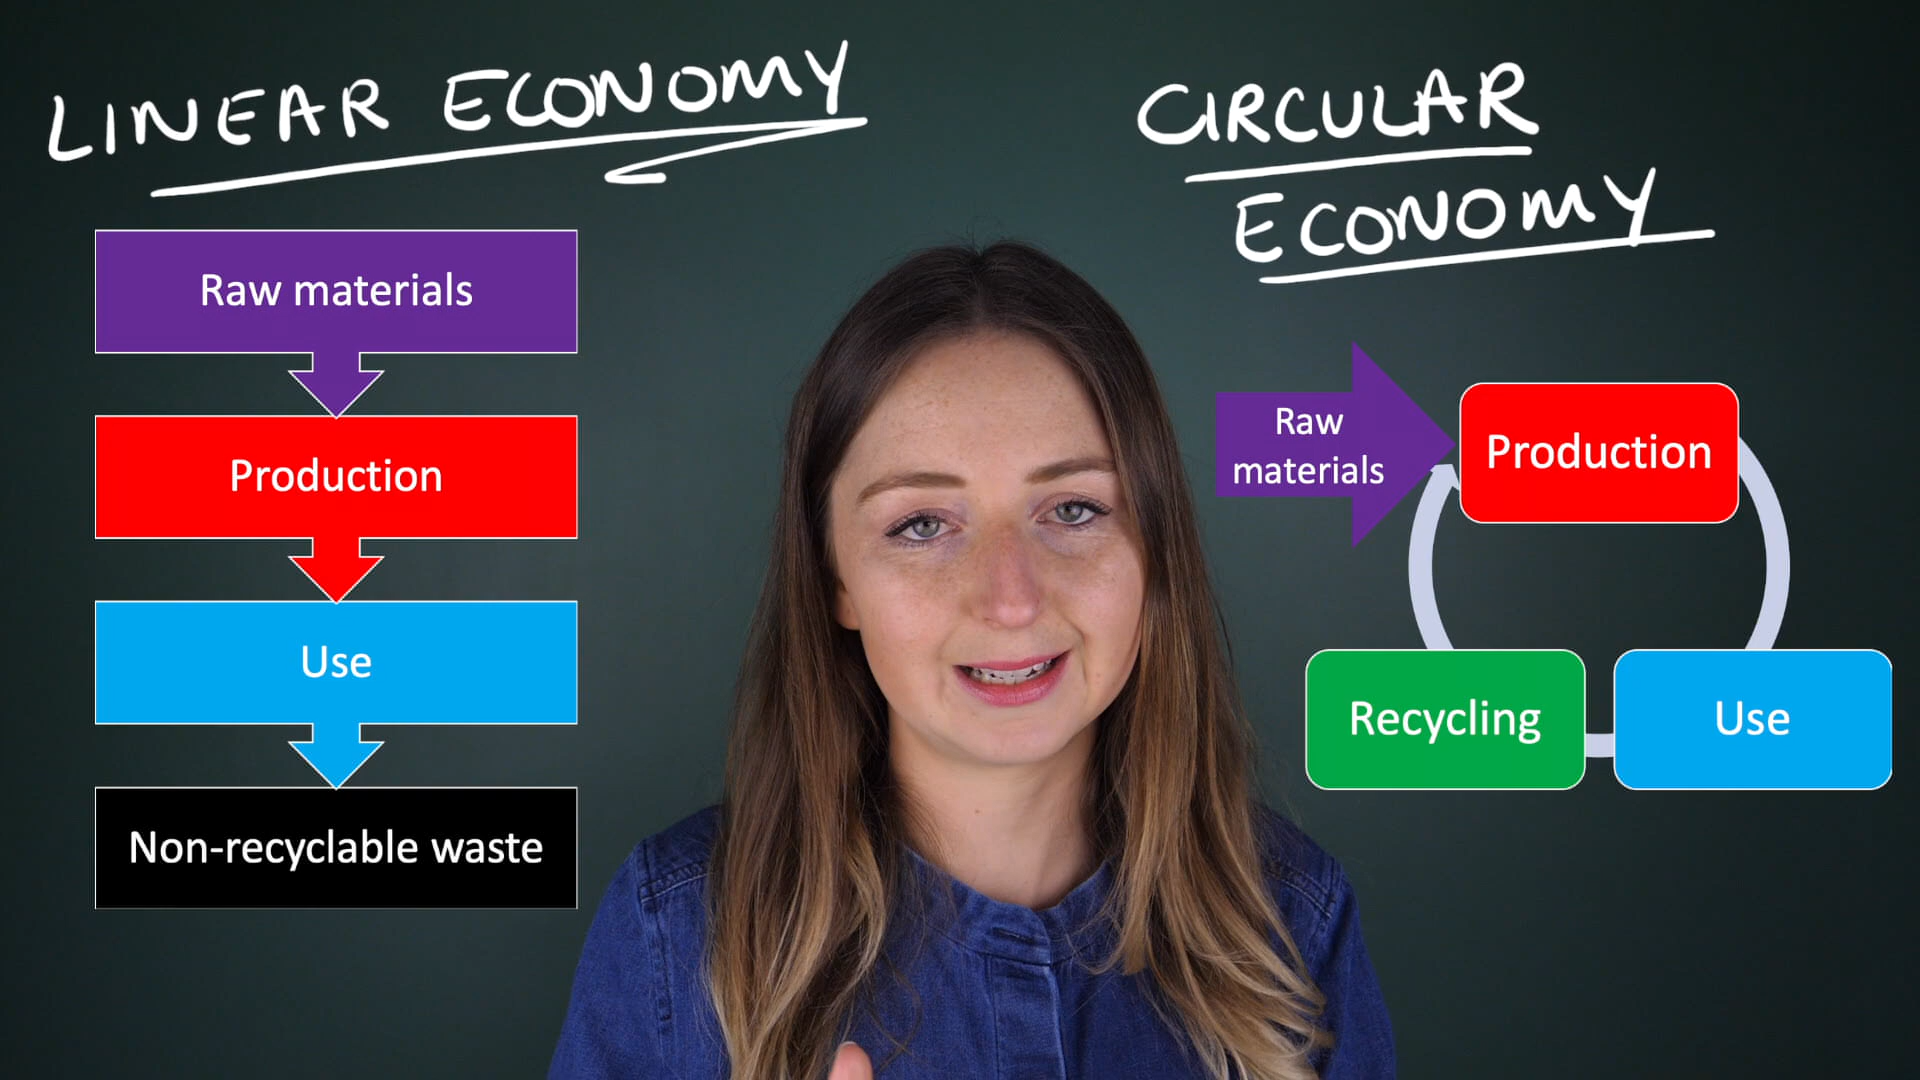 LINEAR ECONOMY
Raw materials
Production
Use
Non-recyclable waste
CIRCULAR
ECONOMY
Raw
materials
Production
Recycling
Use